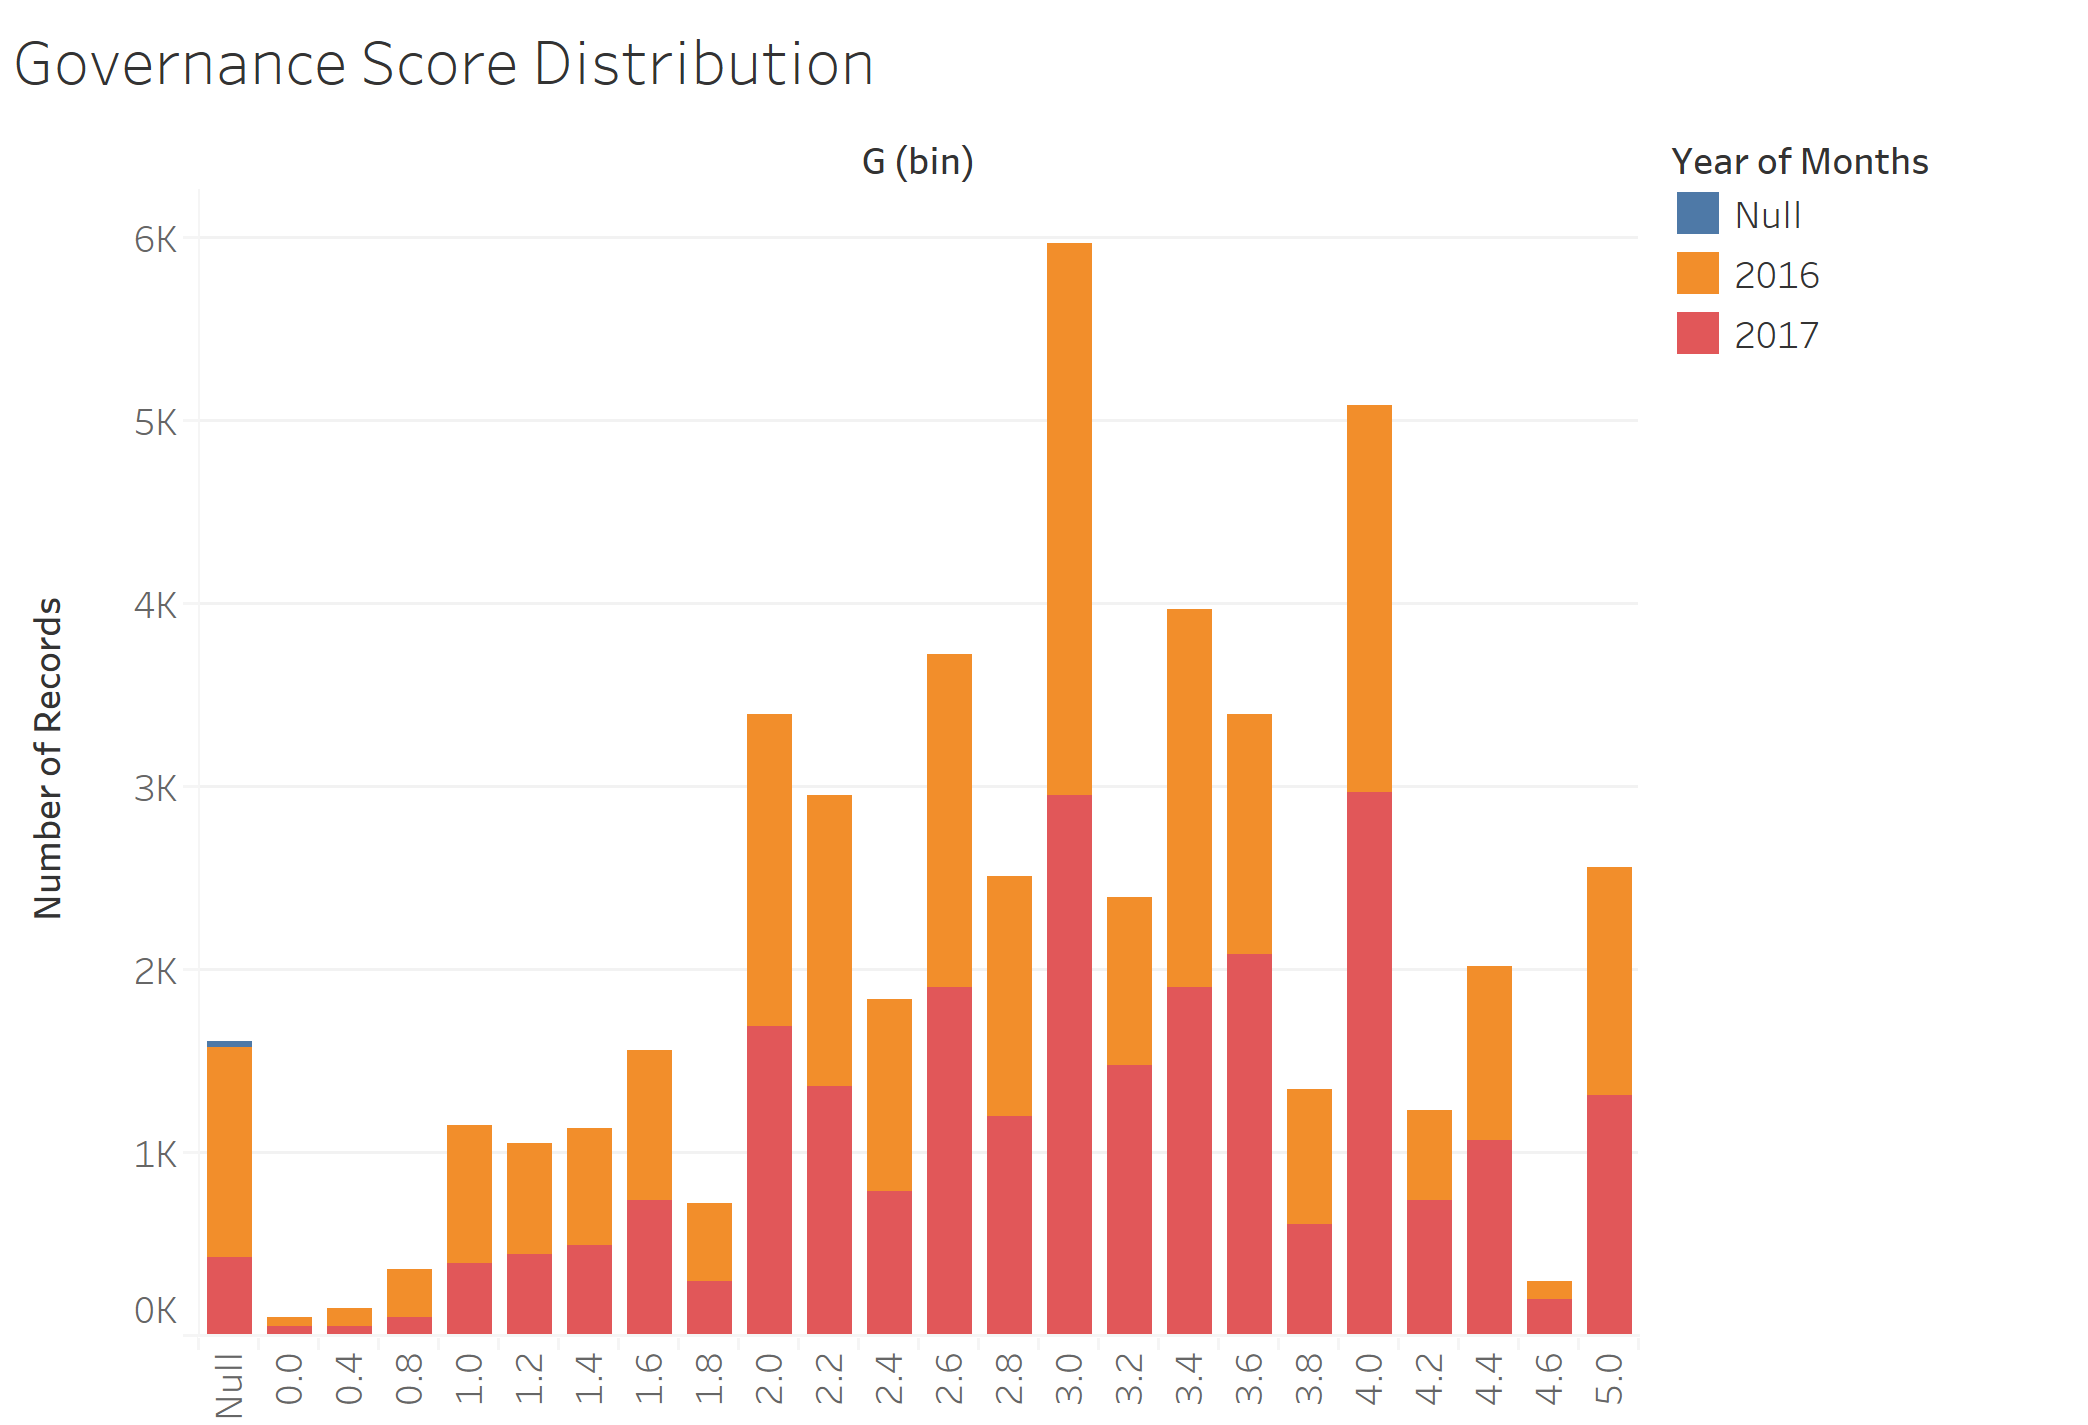 Governance Score Distribution
G (bin)
Year of Months
Null
2016
2017
6K
5K
4K
3K
2K
1K
0K
Number of Records
Null
0.0
0.4
0.8
1.0
1.2
1.4
1.6
1.8
2.0
2.2
2.4
2.6
2.8
3.0
3.2
3.4
3.6
3.8
4.0
4.2
4.4
4.6
5.0